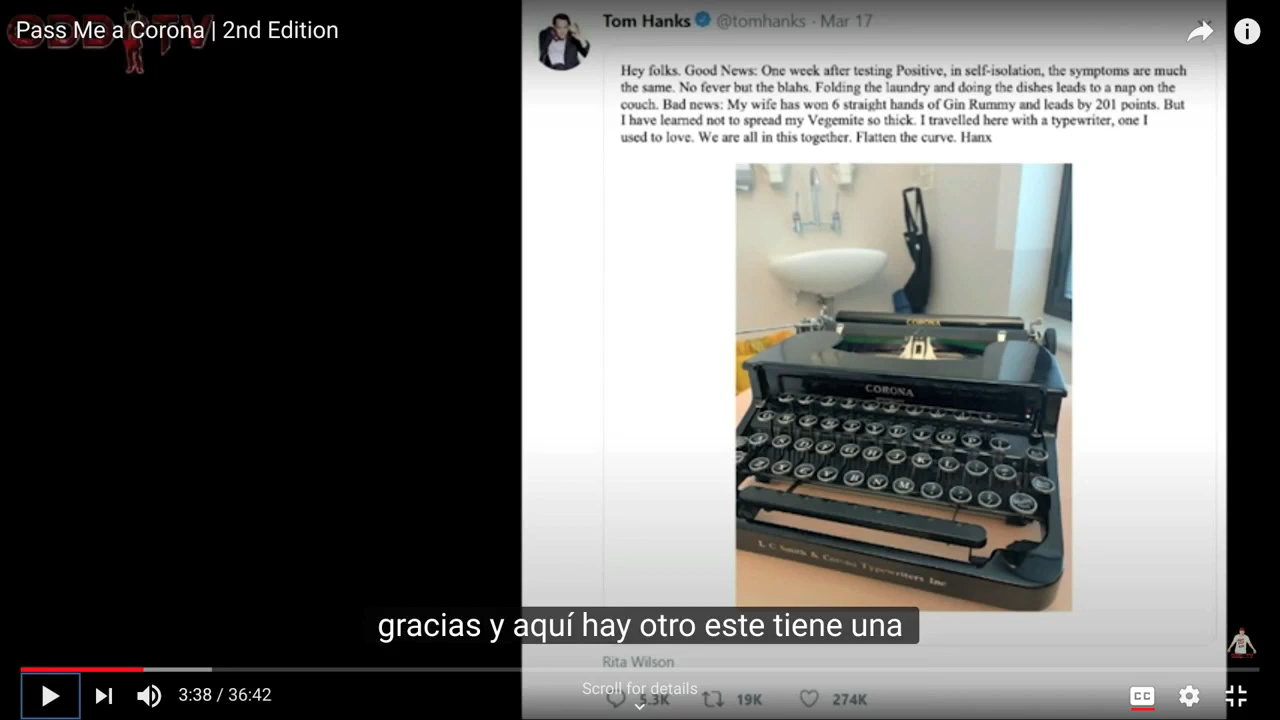 Pass Me a Corona | 2nd Edition
ODD TV
Tom Hanks @tomhanks · Mar 17
Hey folks. Good News: One week after testing Positive, in self-isolation, the symptoms are much
the same. No fever but the blahs. Folding the laundry and doing the dishes leads to a nap on the
couch. Bad news: My wife has won 6 straight hands of Gin Rummy and leads by 201 points. But
I have learned not to spread my Vegemite so thick. I travelled here with a typewriter, one I
used to love. We are all in this together. Flatten the curve. Hanx
CORONA
CORONA
L C Smith & Corona Typewriters Inc
gracias y aquí hay otro este tiene una
Rita Wilson
Scroll for details
5.3K 19K 274K
3:38 / 36:42
CC